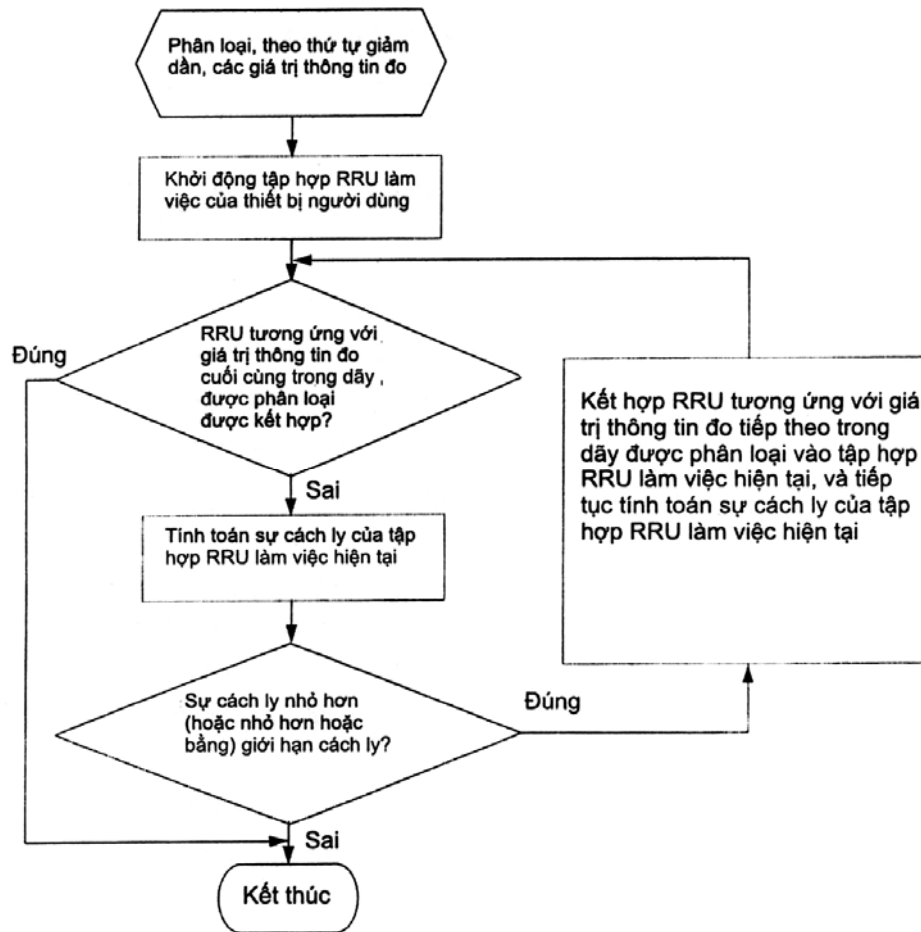 Phân loại, theo thứ tự giảm
dần, các giá trị thông tin đo
Khởi động tập hợp RRU làm
việc của thiết bị người dùng
RRU tương ứng với
giá trị thông tin đo
cuối cùng trong dãy ,
được phân loại
được kết hợp?
Đúng
Sai
Tính toán sự cách ly của tập
hợp RRU làm việc hiện tại
Kết hợp RRU tương ứng với giá
trị thông tin đo tiếp theo trong
dãy được phân loại vào tập hợp
RRU làm việc hiện tại, và tiếp
tục tính toán sự cách ly của tập
hợp RRU làm việc hiện tại
Sự cách ly nhỏ hơn
(hoặc nhỏ hơn hoặc
bằng) giới hạn cách ly?
Đúng
Sai
Kết thúc